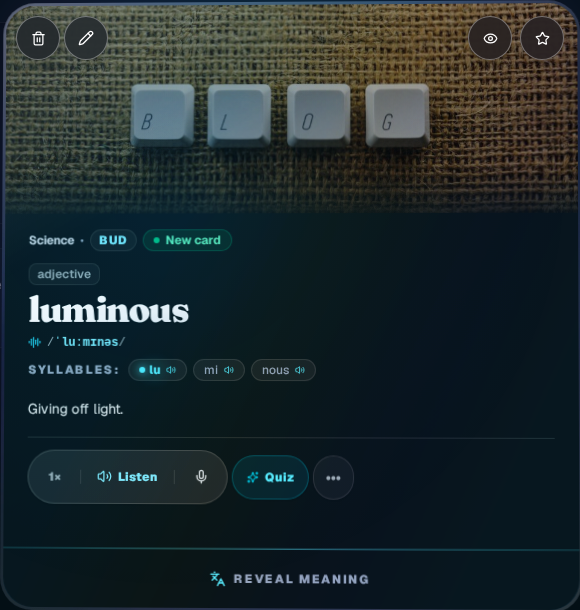 B L O G
Science · BUD New card
adjective
luminous
/ˈluːmɪnəs/
SYLLABLES: lu mi nous
Giving off light.
1× Listen Quiz
REVEAL MEANING